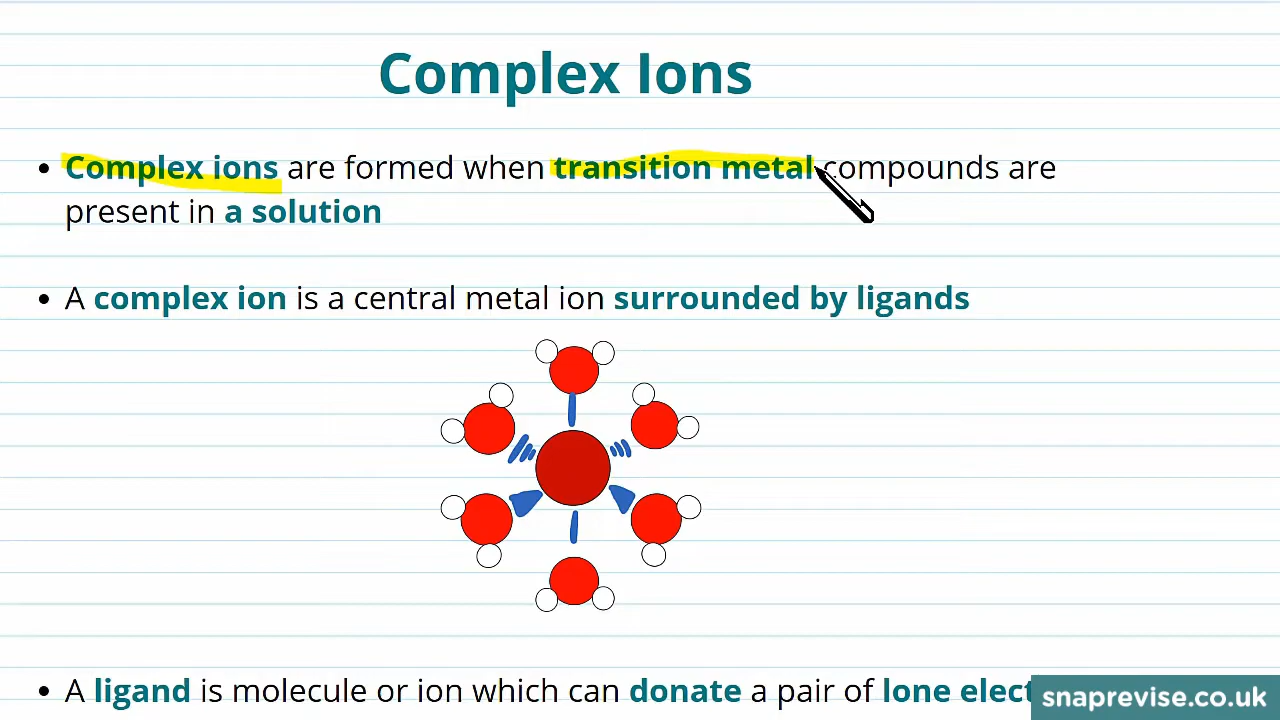 Complex Ions
• Complex ions are formed when transition metal compounds are
present in a solution
• A complex ion is a central metal ion surrounded by ligands
• A ligand is molecule or ion which can donate a pair of lone
snaprevise.co.uk